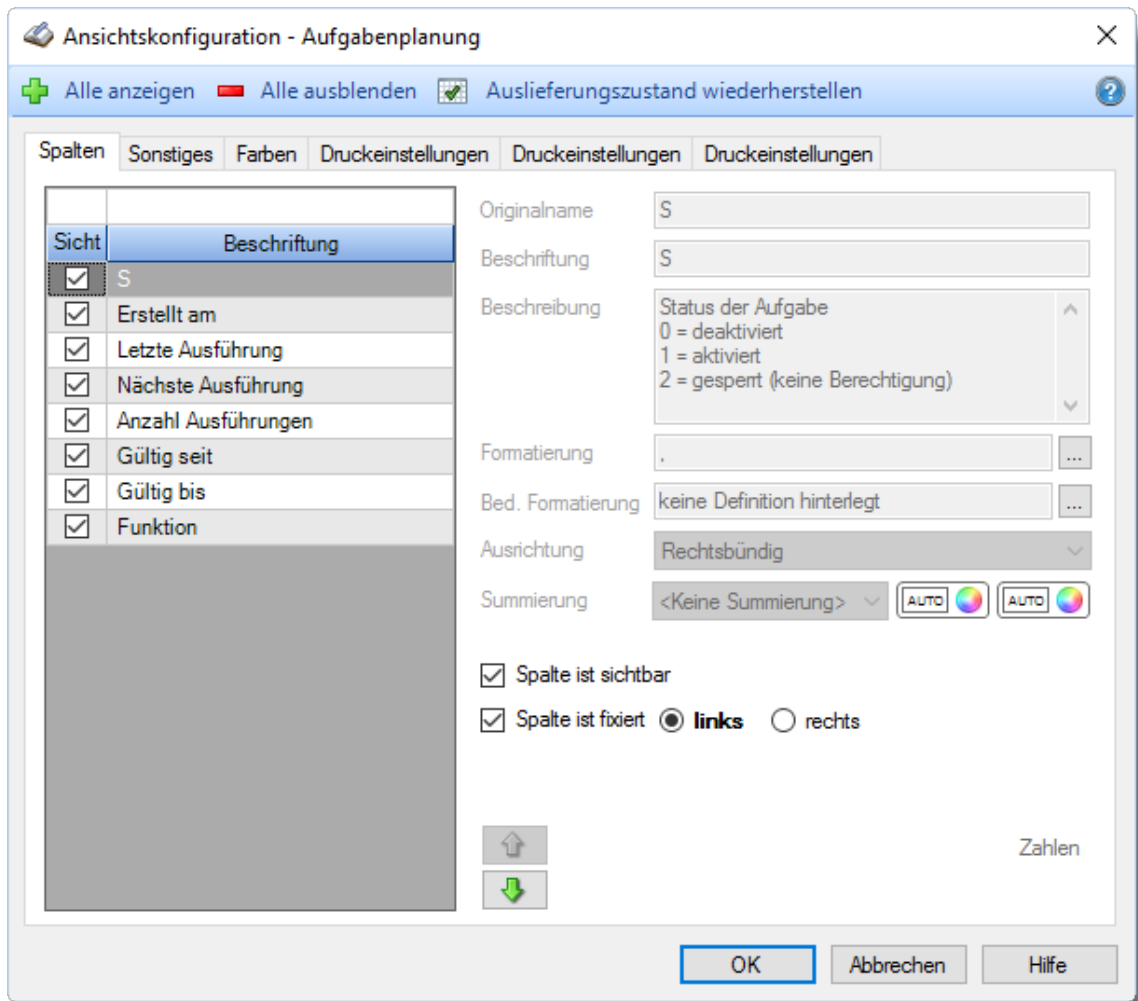 Ansichtskonfiguration - Aufgabenplanung
Alle anzeigen Alle ausblenden Auslieferungszustand wiederherstellen ?
Spalten Sonstiges Farben Druckeinstellungen Druckeinstellungen Druckeinstellungen
Sicht Beschriftung
S
Erstellt am
Letzte Ausführung
Nächste Ausführung
Anzahl Ausführungen
Gültig seit
Gültig bis
Funktion
Originalname S
Beschriftung S
Beschreibung Status der Aufgabe
0 = deaktiviert
1 = aktiviert
2 = gesperrt (keine Berechtigung)
Formatierung , ...
Bed. Formatierung keine Definition hinterlegt ...
Ausrichtung Rechtsbündig
Summierung <Keine Summierung> AUTO AUTO
Spalte ist sichtbar
Spalte ist fixiert links rechts
Zahlen
OK Abbrechen Hilfe